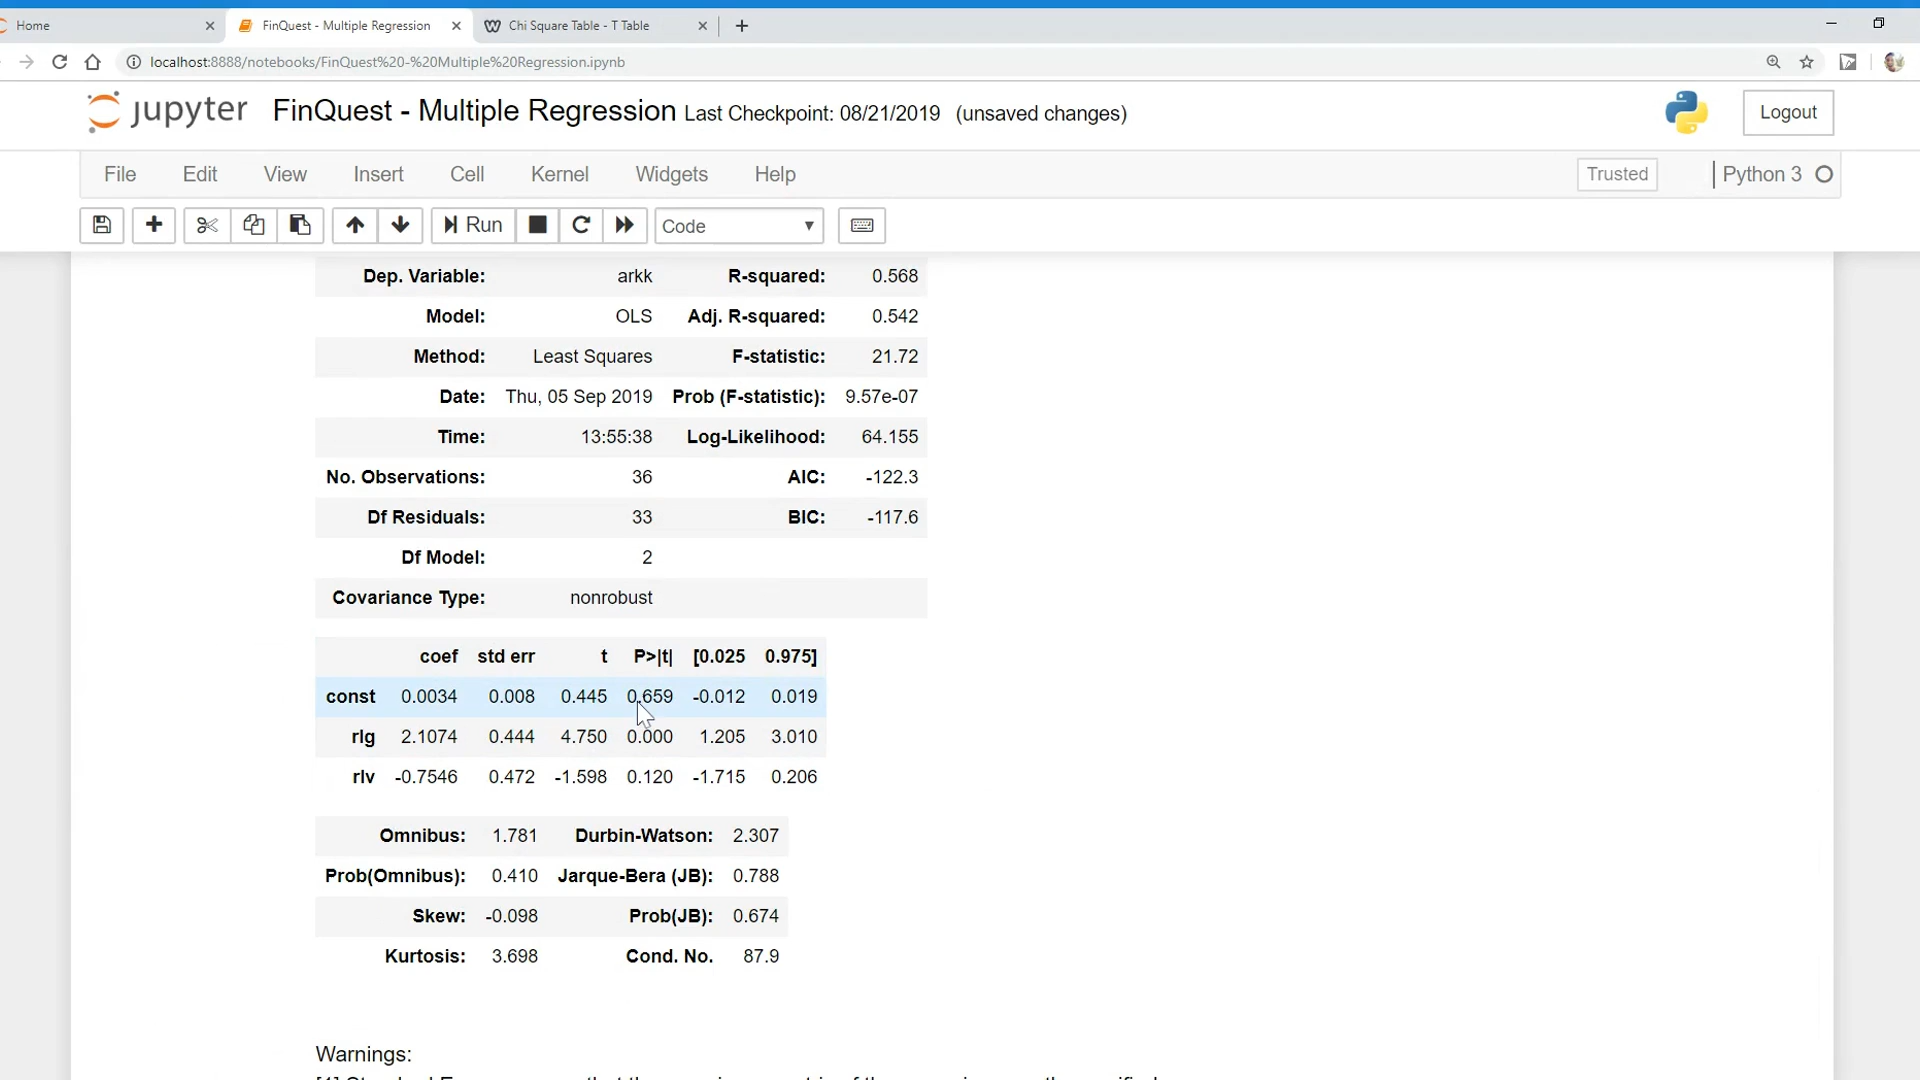 Home
FinQuest - Multiple Regression
Chi Square Table - T Table
localhost:8888/notebooks/FinQuest%20-%20Multiple%20Regression.ipynb
jupyter FinQuest - Multiple Regression Last Checkpoint: 08/21/2019 (unsaved changes)
Logout
File Edit View Insert Cell Kernel Widgets Help
Trusted
Python 3
Run
Code
Dep. Variable: arkk R-squared: 0.568
Model: OLS Adj. R-squared: 0.542
Method: Least Squares F-statistic: 21.72
Date: Thu, 05 Sep 2019 Prob (F-statistic): 9.57e-07
Time: 13:55:38 Log-Likelihood: 64.155
No. Observations: 36 AIC: -122.3
Df Residuals: 33 BIC: -117.6
Df Model: 2
Covariance Type: nonrobust
coef std err t P>|t| [0.025 0.975]
const 0.0034 0.008 0.445 0.659 -0.012 0.019
rlg 2.1074 0.444 4.750 0.000 1.205 3.010
rlv -0.7546 0.472 -1.598 0.120 -1.715 0.206
Omnibus: 1.781 Durbin-Watson: 2.307
Prob(Omnibus): 0.410 Jarque-Bera (JB): 0.788
Skew: -0.098 Prob(JB): 0.674
Kurtosis: 3.698 Cond. No. 87.9
Warnings: